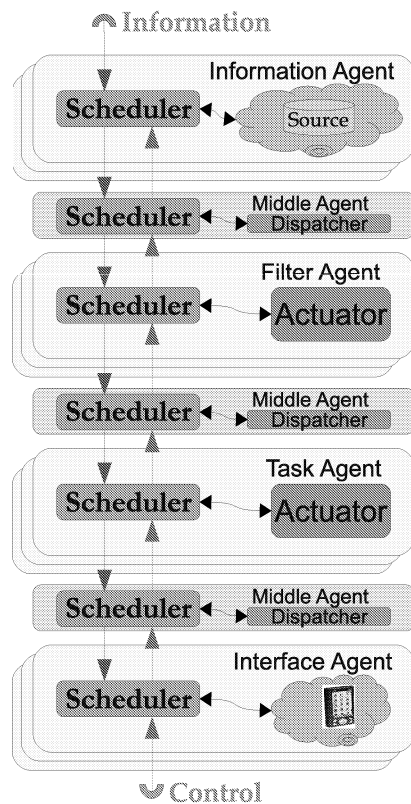 Information
Information Agent
Scheduler
Source
Middle Agent
Scheduler
Dispatcher
Filter Agent
Scheduler
Actuator
Middle Agent
Scheduler
Dispatcher
Task Agent
Scheduler
Actuator
Middle Agent
Scheduler
Dispatcher
Interface Agent
Scheduler
Control